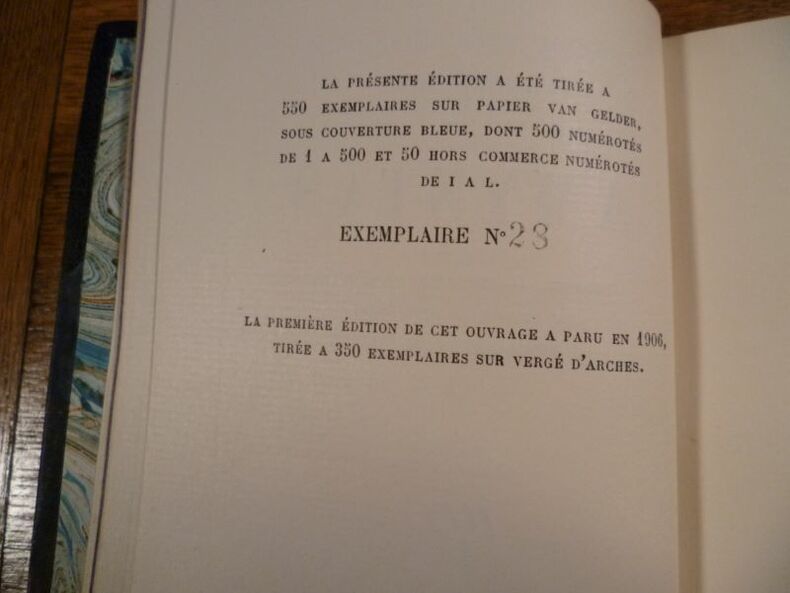 LA PRÉSENTE ÉDITION A ÉTÉ TIRÉE A
550 EXEMPLAIRES SUR PAPIER VAN GELDER,
SOUS COUVERTURE BLEUE, DONT 500 NUMÉROTÉS
DE 1 A 500 ET 50 HORS COMMERCE NUMÉROTÉS
DE I A L.
EXEMPLAIRE N° 23
LA PREMIÈRE ÉDITION DE CET OUVRAGE A PARU EN 1906,
TIRÉE A 350 EXEMPLAIRES SUR VERGÉ D'ARCHES.